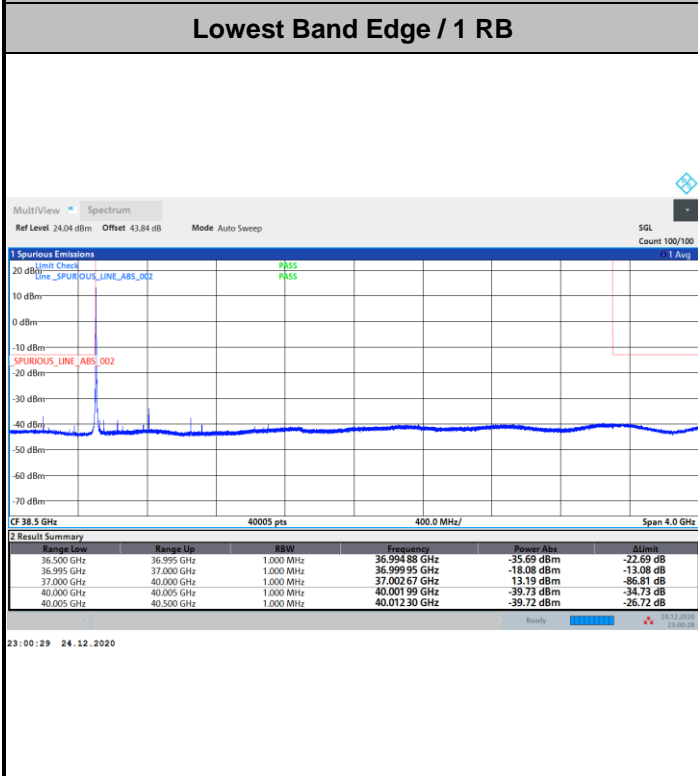 Lowest Band Edge / 1 RB
MultiView Spectrum
Ref Level 24.04 dBm Offset 43.84 dB Mode Auto Sweep SGL
Count 100/100
1 Spurious Emissions 1 Avg
Limit Check PASS
20 dBm
Line _SPURIOUS_LINE_ABS_002 PASS
10 dBm
0 dBm
-10 dBm
_SPURIOUS_LINE_ABS_002
-20 dBm
-30 dBm
-40 dBm
-50 dBm
-60 dBm
-70 dBm
CF 38.5 GHz 40005 pts 400.0 MHz/ Span 4.0 GHz
2 Result Summary
Range Low Range Up RBW Frequency Power Abs ΔLimit
36.500 GHz 36.995 GHz 1.000 MHz 36.994 88 GHz -35.69 dBm -22.69 dB
36.995 GHz 37.000 GHz 1.000 MHz 36.999 95 GHz -18.08 dBm -13.08 dB
37.000 GHz 40.000 GHz 1.000 MHz 37.002 67 GHz 13.19 dBm -86.81 dB
40.000 GHz 40.005 GHz 1.000 MHz 40.001 99 GHz -39.73 dBm -34.73 dB
40.005 GHz 40.500 GHz 1.000 MHz 40.012 30 GHz -39.72 dBm -26.72 dB
Ready 24.12.2020
23:00:28
23:00:29 24.12.2020